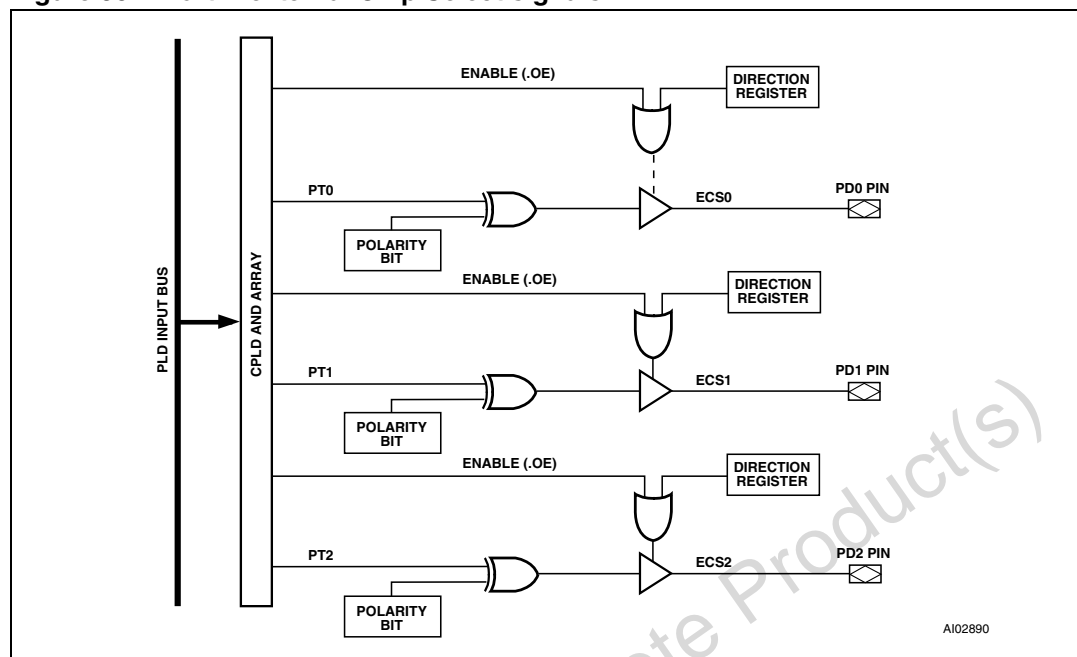 ENABLE (.OE)
DIRECTION
REGISTER
PT0
ECS0
PD0 PIN
POLARITY
BIT
ENABLE (.OE)
DIRECTION
REGISTER
PLD INPUT BUS
CPLD AND ARRAY
PT1
ECS1
PD1 PIN
POLARITY
BIT
ENABLE (.OE)
DIRECTION
REGISTER
PT2
ECS2
PD2 PIN
POLARITY
BIT
AI02890
Product(s)